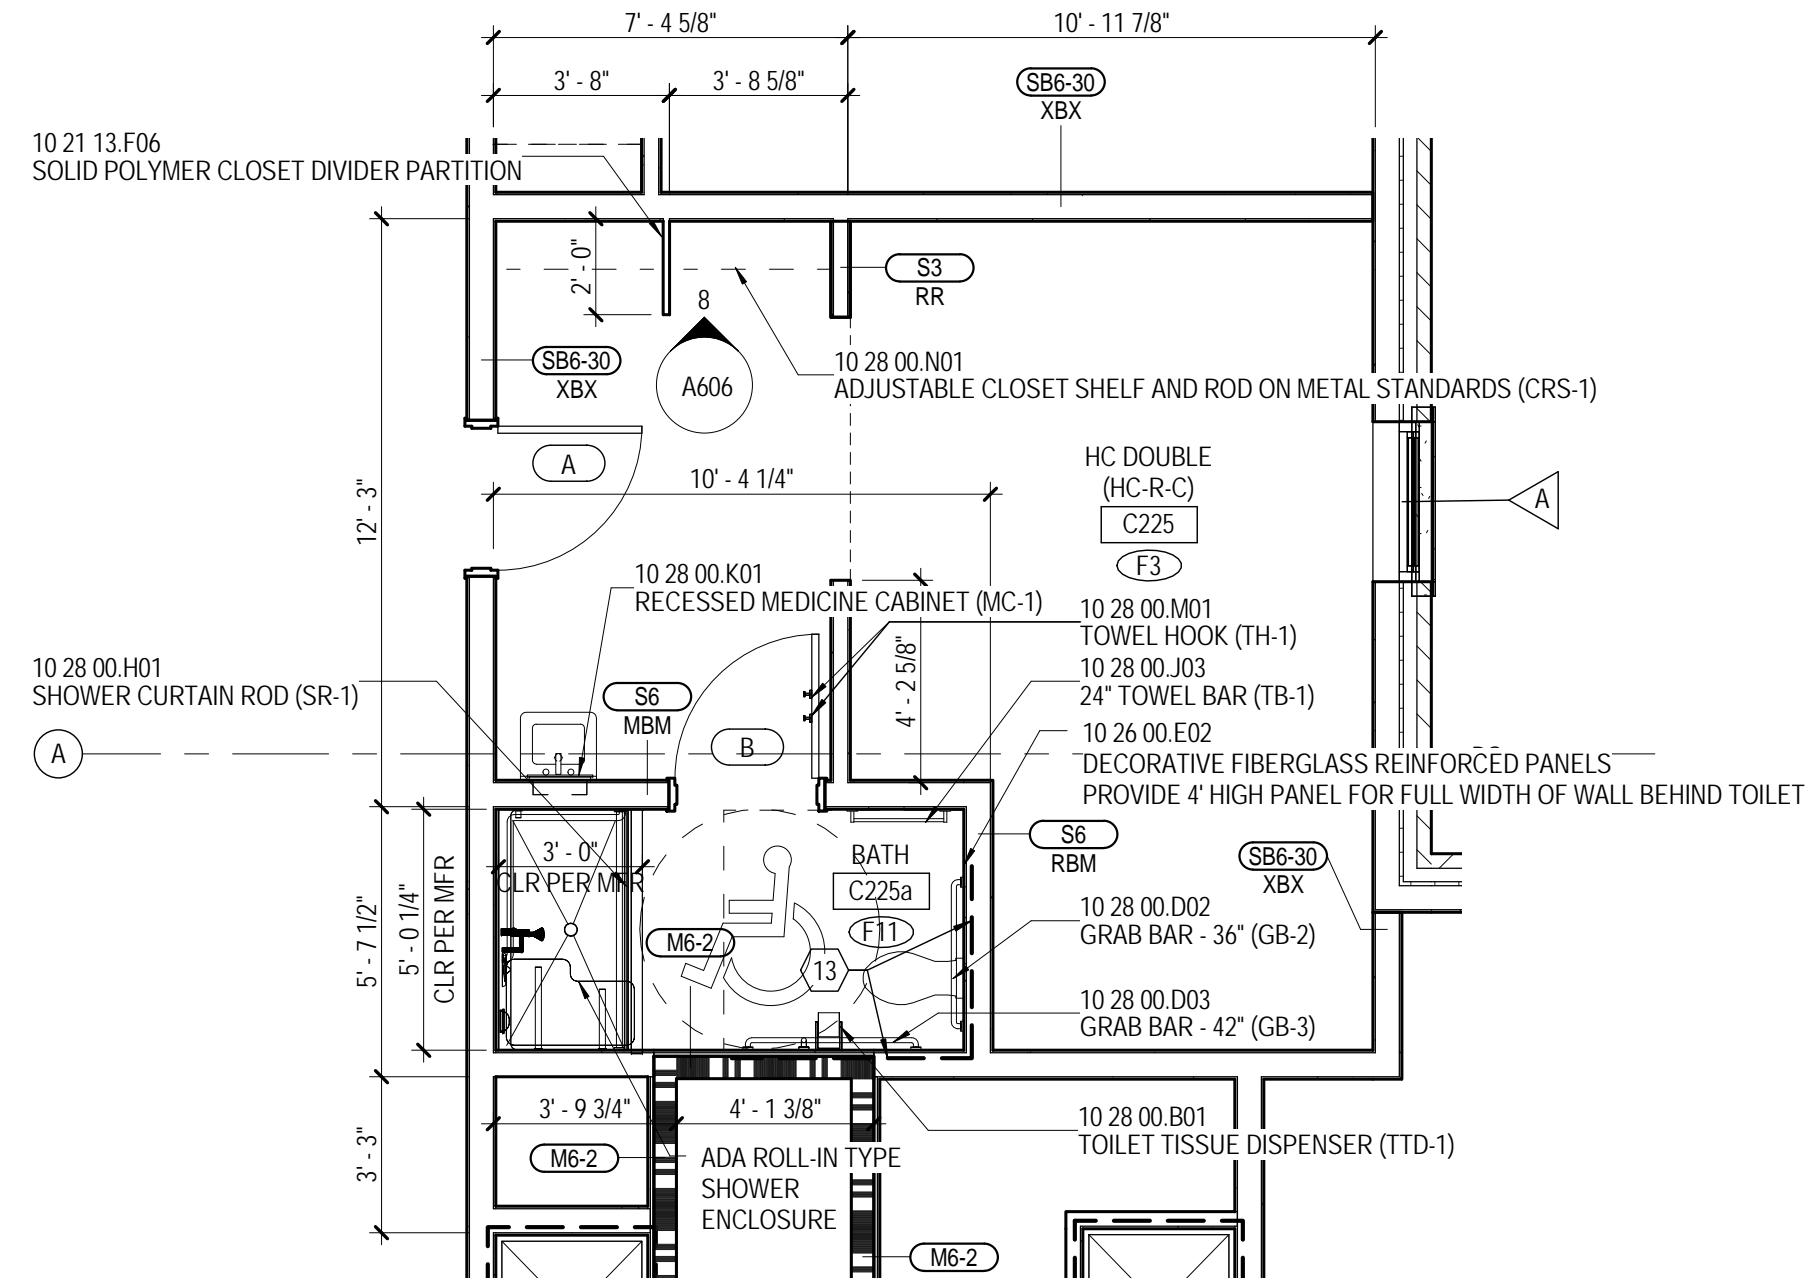 7' - 4 5/8"
10' - 11 7/8"
3' - 8"
3' - 8 5/8"
SB6-30
XBX
10 21 13.F06
SOLID POLYMER CLOSET DIVIDER PARTITION
2' - 0"
S3
RR
8
A606
SB6-30
XBX
10 28 00.N01
ADJUSTABLE CLOSET SHELF AND ROD ON METAL STANDARDS (CRS-1)
A
12' - 3"
10' - 4 1/4"
HC DOUBLE
(HC-R-C)
C225
F3
A
10 28 00.K01
RECESSED MEDICINE CABINET (MC-1)
10 28 00.M01
TOWEL HOOK (TH-1)
4' - 2 5/8"
10 28 00.H01
SHOWER CURTAIN ROD (SR-1)
S6
MBM
10 28 00.J03
24" TOWEL BAR (TB-1)
A
B
10 26 00.E02
DECORATIVE FIBERGLASS REINFORCED PANELS
PROVIDE 4' HIGH PANEL FOR FULL WIDTH OF WALL BEHIND TOILET
S6
RBM
SB6-30
XBX
3' - 0"
CLR PER MFR
BATH
C225a
F11
5' - 7 1/2"
5' - 0 1/4"
CLR PER MFR
M6-2
13
10 28 00.D02
GRAB BAR - 36" (GB-2)
10 28 00.D03
GRAB BAR - 42" (GB-3)
3' - 9 3/4"
4' - 1 3/8"
10 28 00.B01
TOILET TISSUE DISPENSER (TTD-1)
3' - 3"
M6-2
ADA ROLL-IN TYPE
SHOWER
ENCLOSURE
M6-2